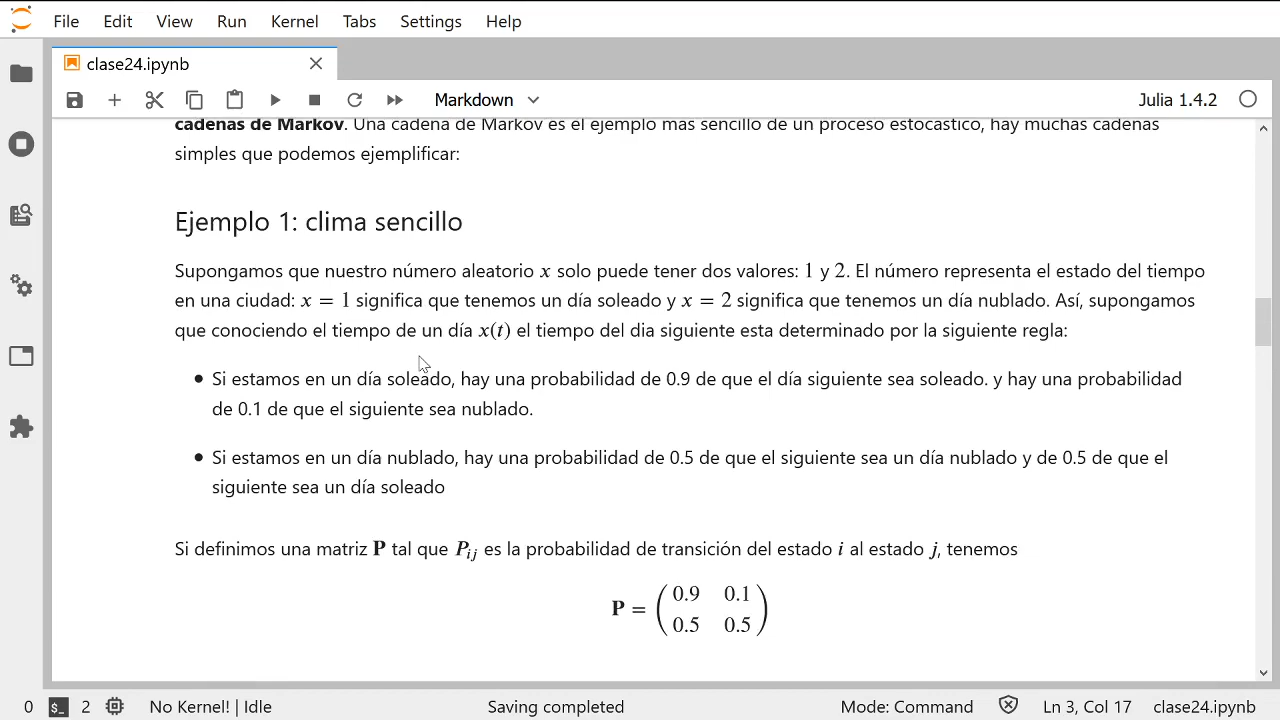 File Edit View Run Kernel Tabs Settings Help
clase24.ipynb
Markdown Julia 1.4.2
cadenas de Markov. Una cadena de Markov es el ejemplo mas sencillo de un proceso estocastico, hay muchas cadenas
simples que podemos ejemplificar:
Ejemplo 1: clima sencillo
Supongamos que nuestro número aleatorio x solo puede tener dos valores: 1 y 2. El número representa el estado del tiempo
en una ciudad: x = 1 significa que tenemos un día soleado y x = 2 significa que tenemos un día nublado. Así, supongamos
que conociendo el tiempo de un día x(t) el tiempo del dia siguiente esta determinado por la siguiente regla:
• Si estamos en un día soleado, hay una probabilidad de 0.9 de que el día siguiente sea soleado. y hay una probabilidad
de 0.1 de que el siguiente sea nublado.
• Si estamos en un día nublado, hay una probabilidad de 0.5 de que el siguiente sea un día nublado y de 0.5 de que el
siguiente sea un día soleado
Si definimos una matriz P tal que P_ij es la probabilidad de transición del estado i al estado j, tenemos
P = ( 0.9 0.1
0.5 0.5 )
0 $_ 2 No Kernel! | Idle Saving completed Mode: Command Ln 3, Col 17 clase24.ipynb